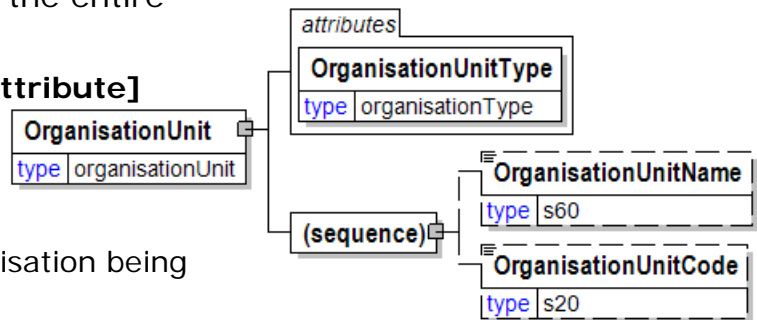 the entire
attributes
OrganisationUnitType
type organisationType
ttribute]
OrganisationUnit
type organisationUnit
OrganisationUnitName
type s60
(sequence)
isation being
OrganisationUnitCode
type s20